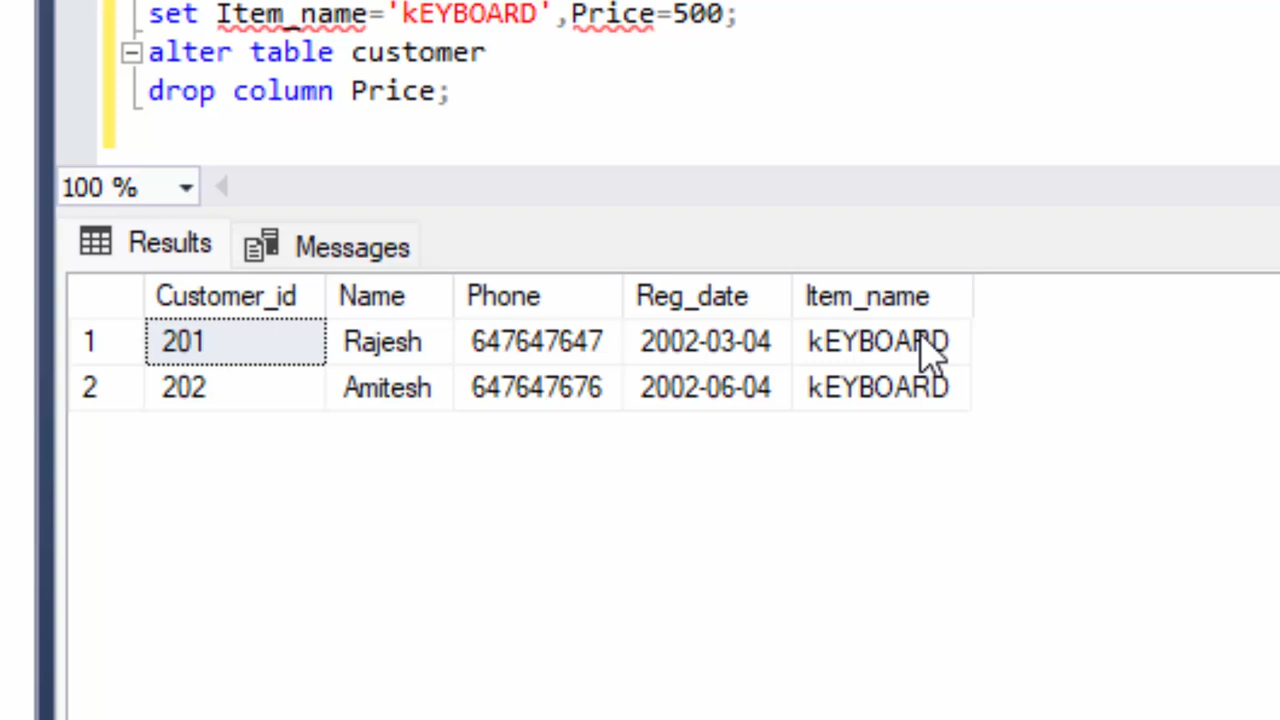 set Item_name='kEYBOARD',Price=500;
alter table customer
drop column Price;
100 %
Results Messages
Customer_id Name Phone Reg_date Item_name
1 201 Rajesh 647647647 2002-03-04 kEYBOARD
2 202 Amitesh 647647676 2002-06-04 kEYBOARD